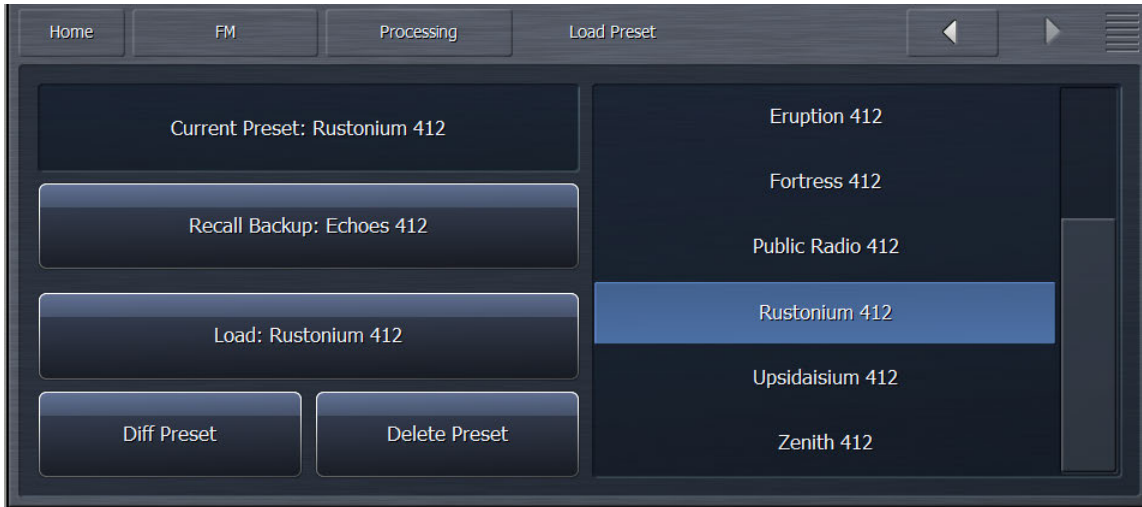 Home
FM
Processing
Load Preset
Current Preset: Rustonium 412
Recall Backup: Echoes 412
Load: Rustonium 412
Diff Preset
Delete Preset
Eruption 412
Fortress 412
Public Radio 412
Rustonium 412
Upsidaisium 412
Zenith 412